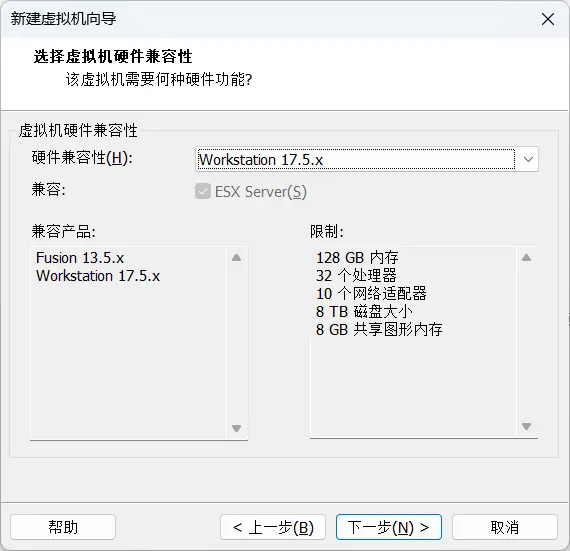 新建虚拟机向导
选择虚拟机硬件兼容性
该虚拟机需要何种硬件功能?
虚拟机硬件兼容性
硬件兼容性(H):
Workstation 17.5.x
兼容:
ESX Server(S)
兼容产品:
Fusion 13.5.x
Workstation 17.5.x
限制:
128 GB 内存
32 个处理器
10 个网络适配器
8 TB 磁盘大小
8 GB 共享图形内存
帮助
< 上一步(B)
下一步(N) >
取消